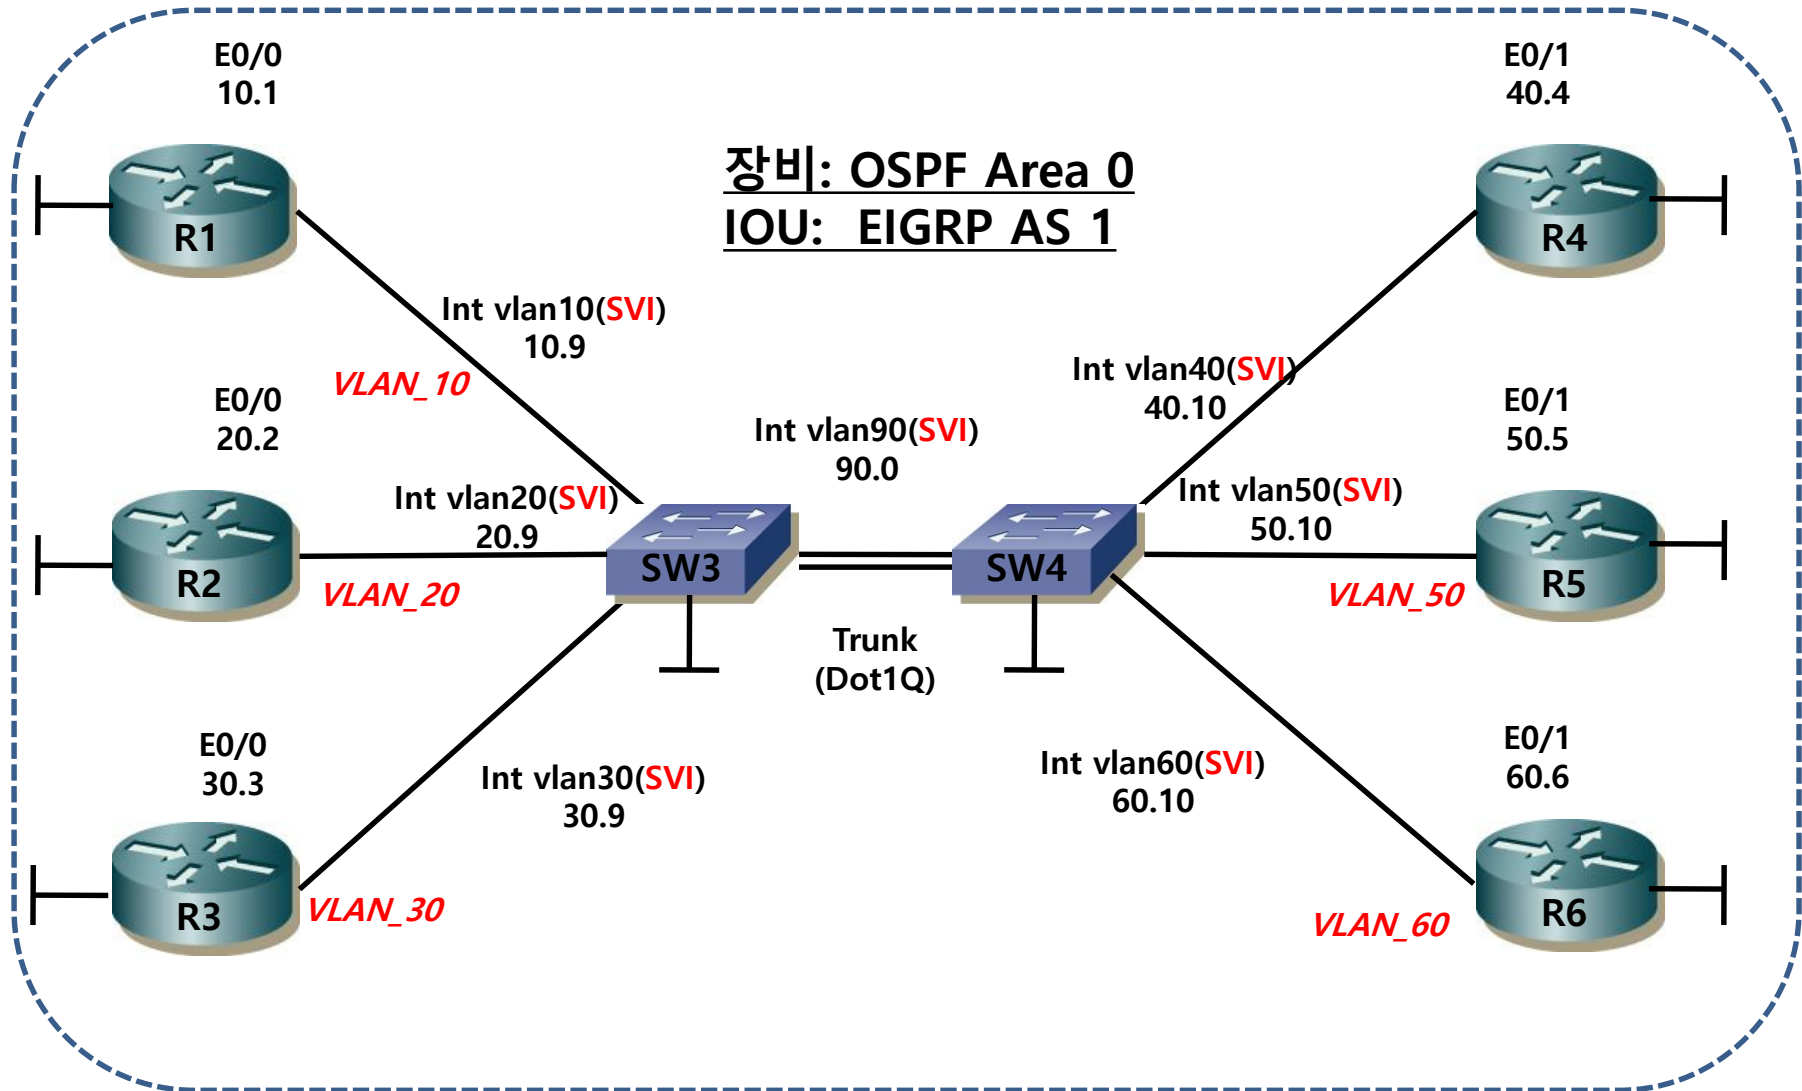 E0/0
10.1
E0/1
40.4
장비: OSPF Area 0
IOU: EIGRP AS 1
R1
R4
Int vlan10(SVI)
10.9
VLAN_10
Int vlan40(SVI)
40.10
E0/0
20.2
E0/1
50.5
Int vlan90(SVI)
90.0
Int vlan20(SVI)
20.9
Int vlan50(SVI)
50.10
R2
VLAN_20
SW3
SW4
VLAN_50
R5
Trunk
(Dot1Q)
E0/0
30.3
Int vlan30(SVI)
30.9
Int vlan60(SVI)
60.10
E0/1
60.6
R3
VLAN_30
VLAN_60
R6